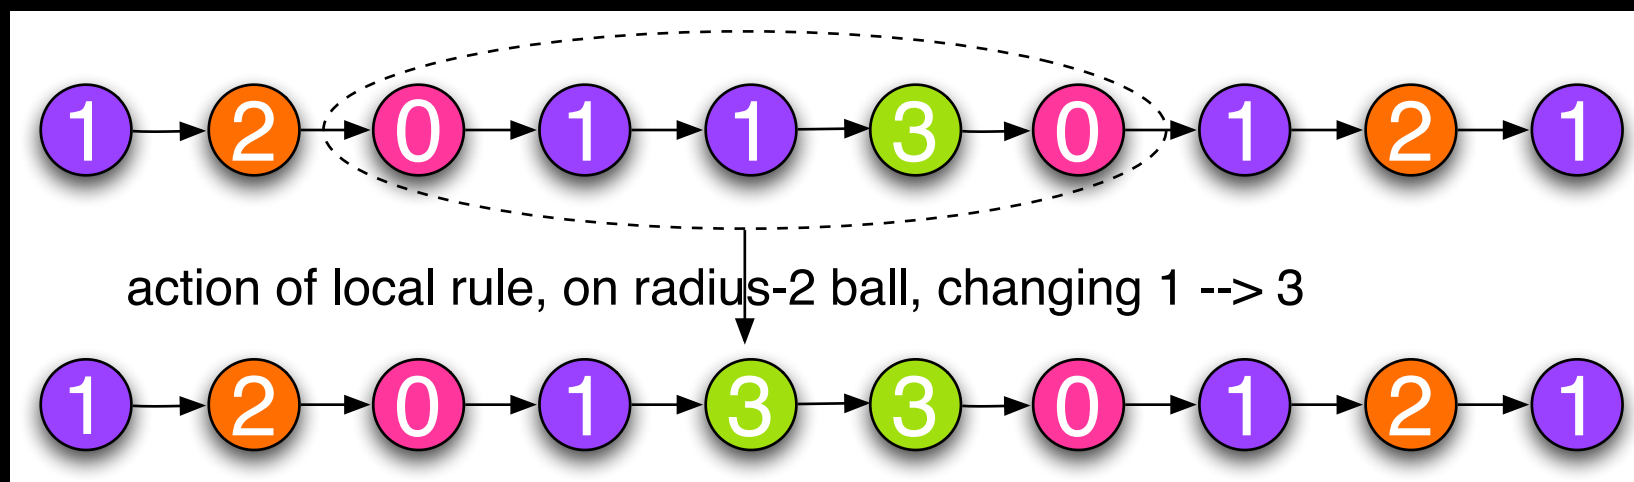 1 2 0 1 1 3 0 1 2 1
action of local rule, on radius-2 ball, changing 1 --> 3
1 2 0 1 3 3 0 1 2 1